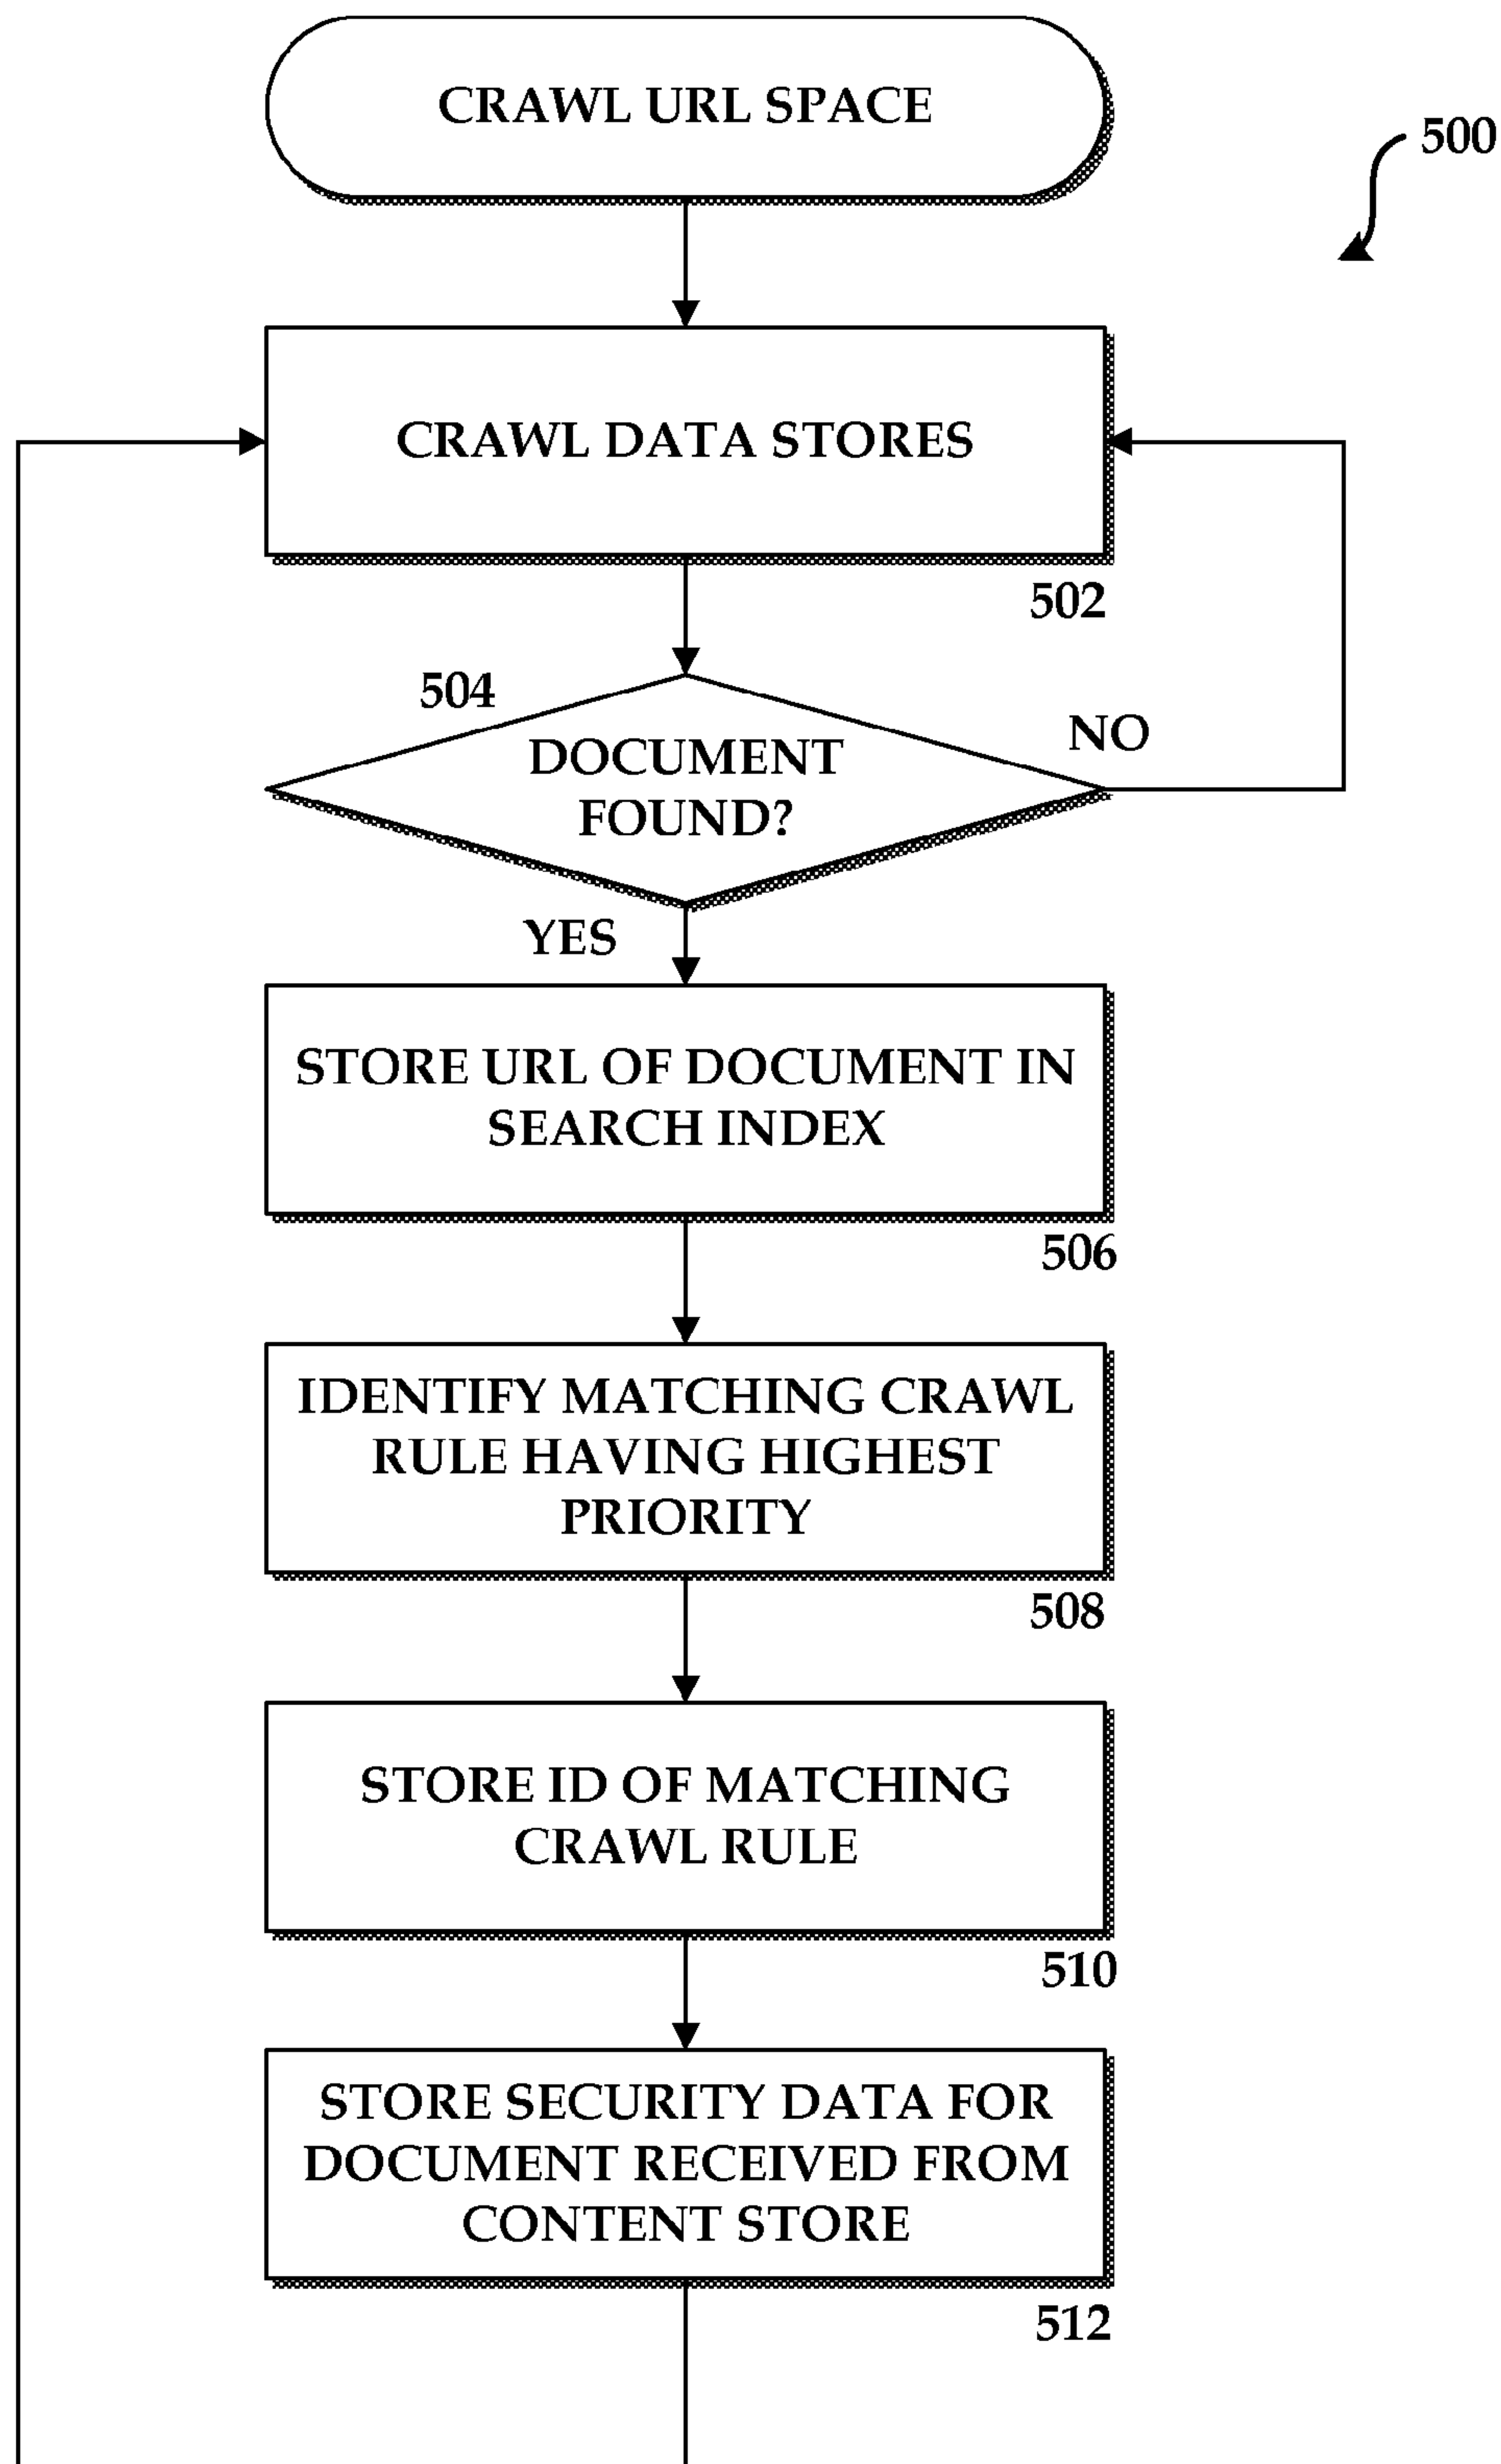 CRAWL URL SPACE
500
CRAWL DATA STORES
502
504
DOCUMENT
FOUND?
NO
YES
STORE URL OF DOCUMENT IN
SEARCH INDEX
506
IDENTIFY MATCHING CRAWL
RULE HAVING HIGHEST
PRIORITY
508
STORE ID OF MATCHING
CRAWL RULE
510
STORE SECURITY DATA FOR
DOCUMENT RECEIVED FROM
CONTENT STORE
512